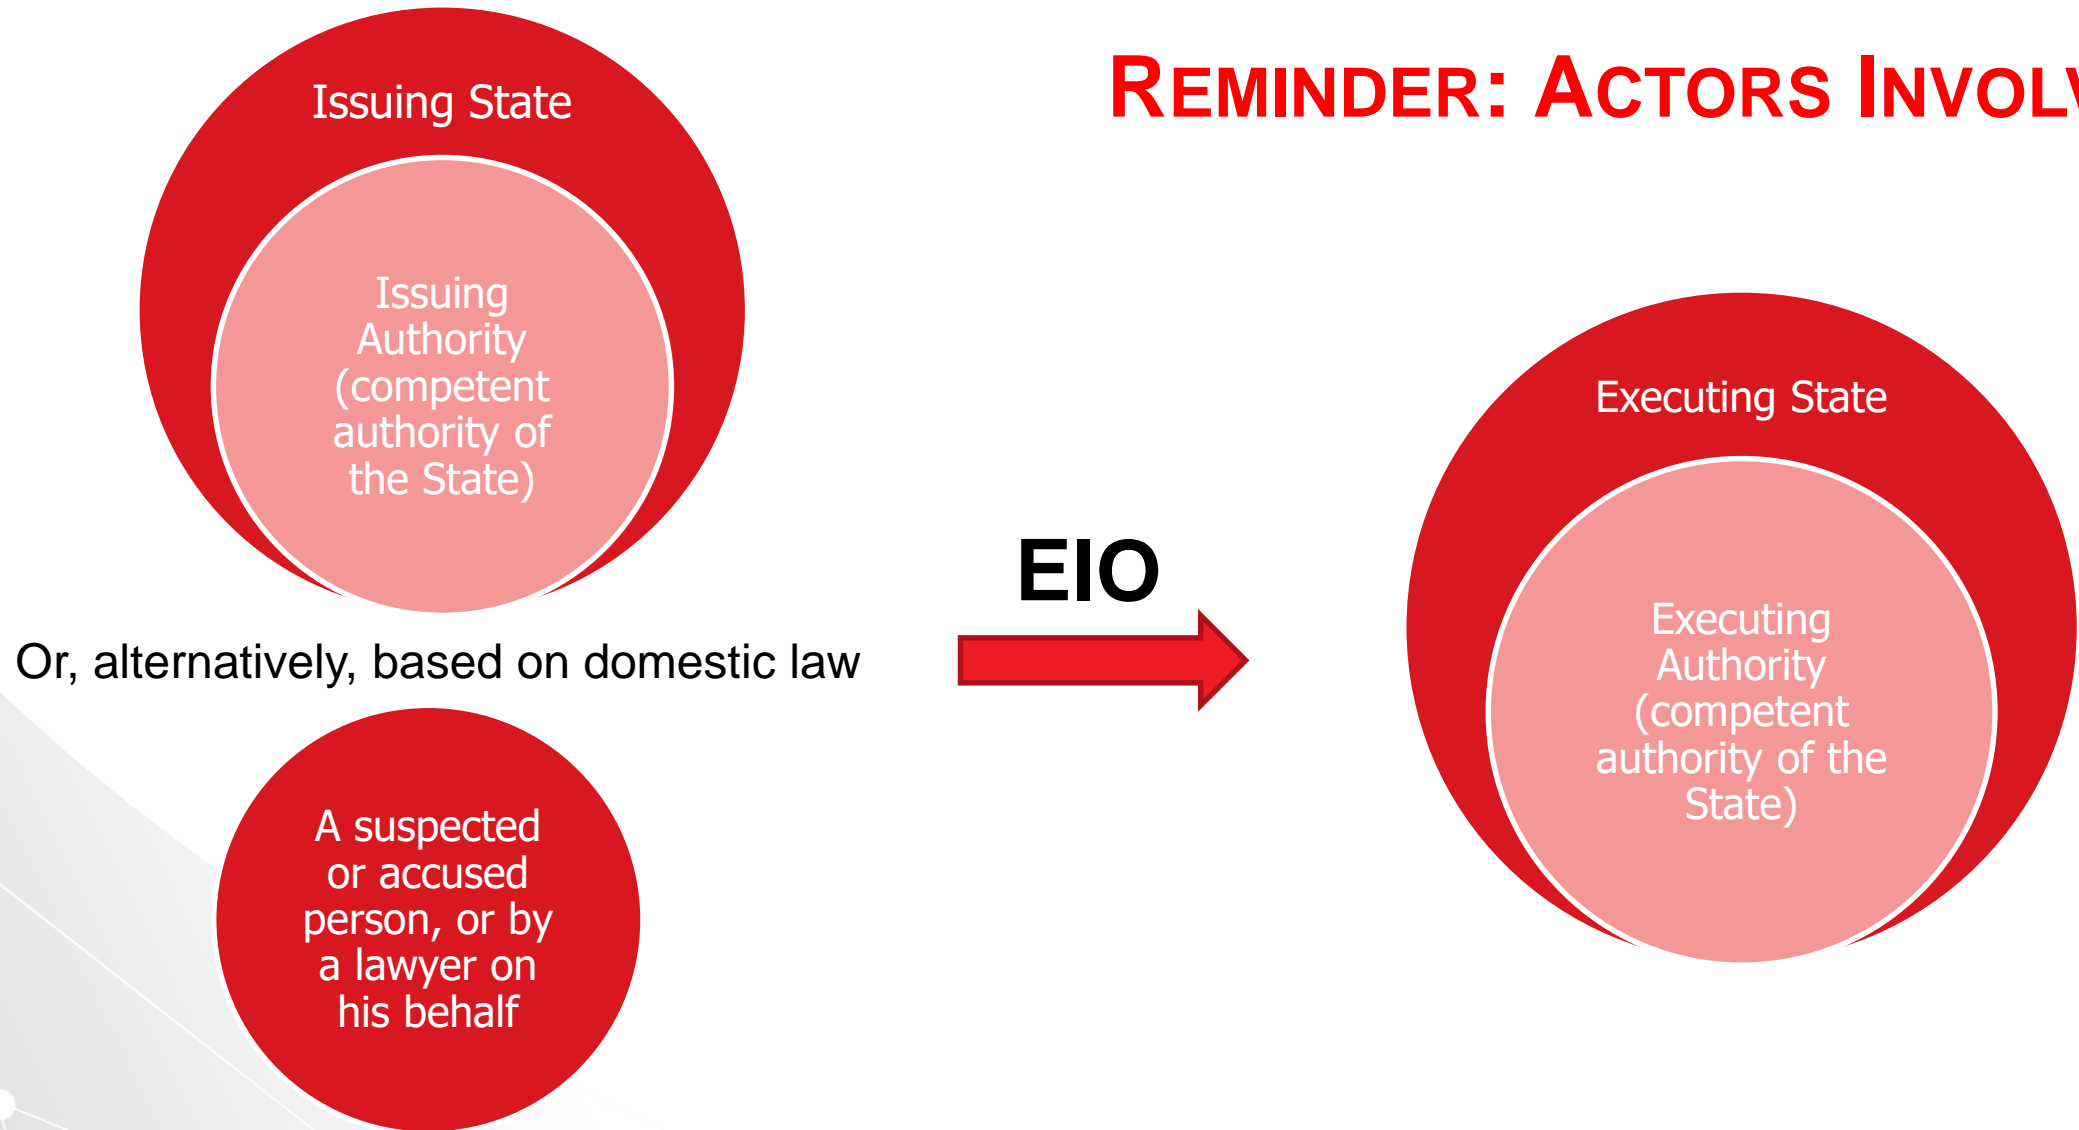 REMINDER: ACTORS INVOLV
Issuing State
Issuing
Authority
(competent
authority of
the State)
Or, alternatively, based on domestic law
A suspected
or accused
person, or by
a lawyer on
his behalf
EIO
Executing State
Executing
Authority
(competent
authority of the
State)